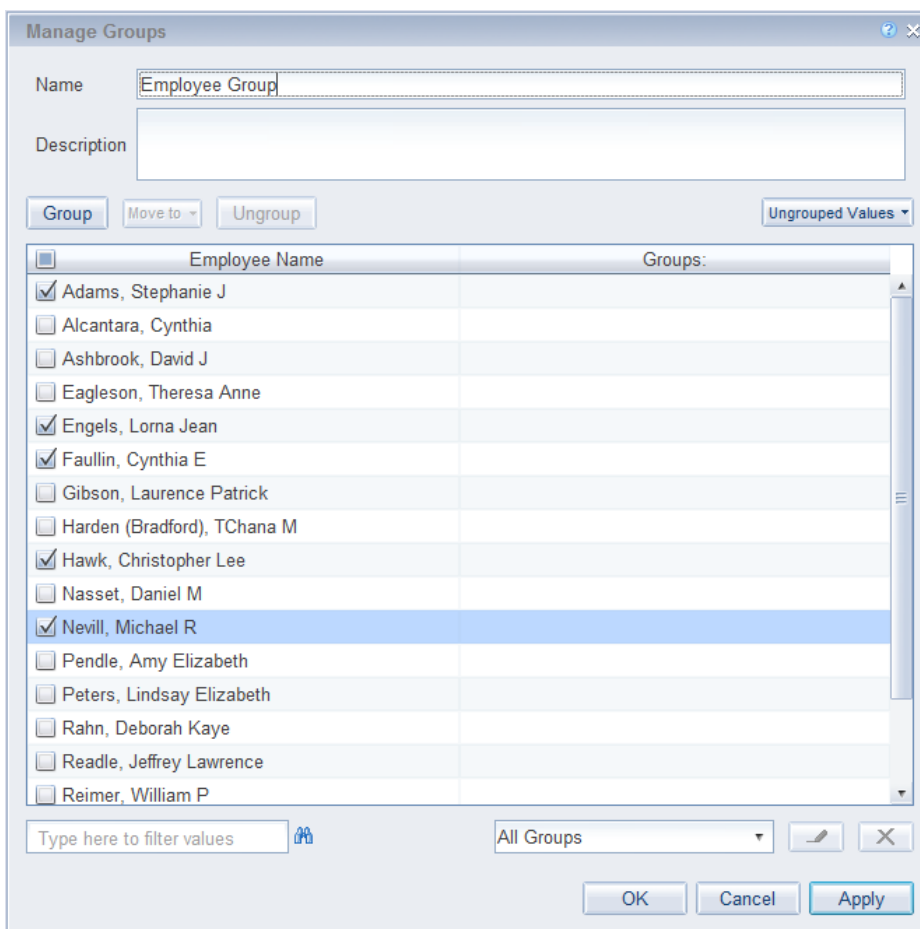 Manage Groups
Name Employee Group
Description
Group Move to Ungroup Ungrouped Values
Employee Name Groups:
Adams, Stephanie J
Alcantara, Cynthia
Ashbrook, David J
Eagleson, Theresa Anne
Engels, Lorna Jean
Faullin, Cynthia E
Gibson, Laurence Patrick
Harden (Bradford), TChana M
Hawk, Christopher Lee
Nasset, Daniel M
Nevill, Michael R
Pendle, Amy Elizabeth
Peters, Lindsay Elizabeth
Rahn, Deborah Kaye
Readle, Jeffrey Lawrence
Reimer, William P
Type here to filter values All Groups
OK Cancel Apply